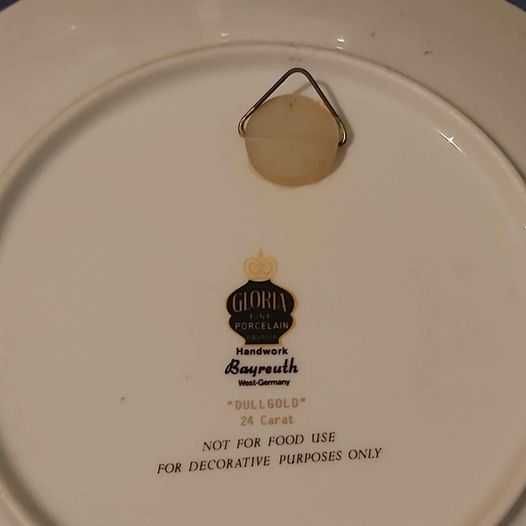 GLORIA
FINE
PORCELAIN
Handwork
Bayreuth
West-Germany
"DULLGOLD"
24 Carat
NOT FOR FOOD USE
FOR DECORATIVE PURPOSES ONLY